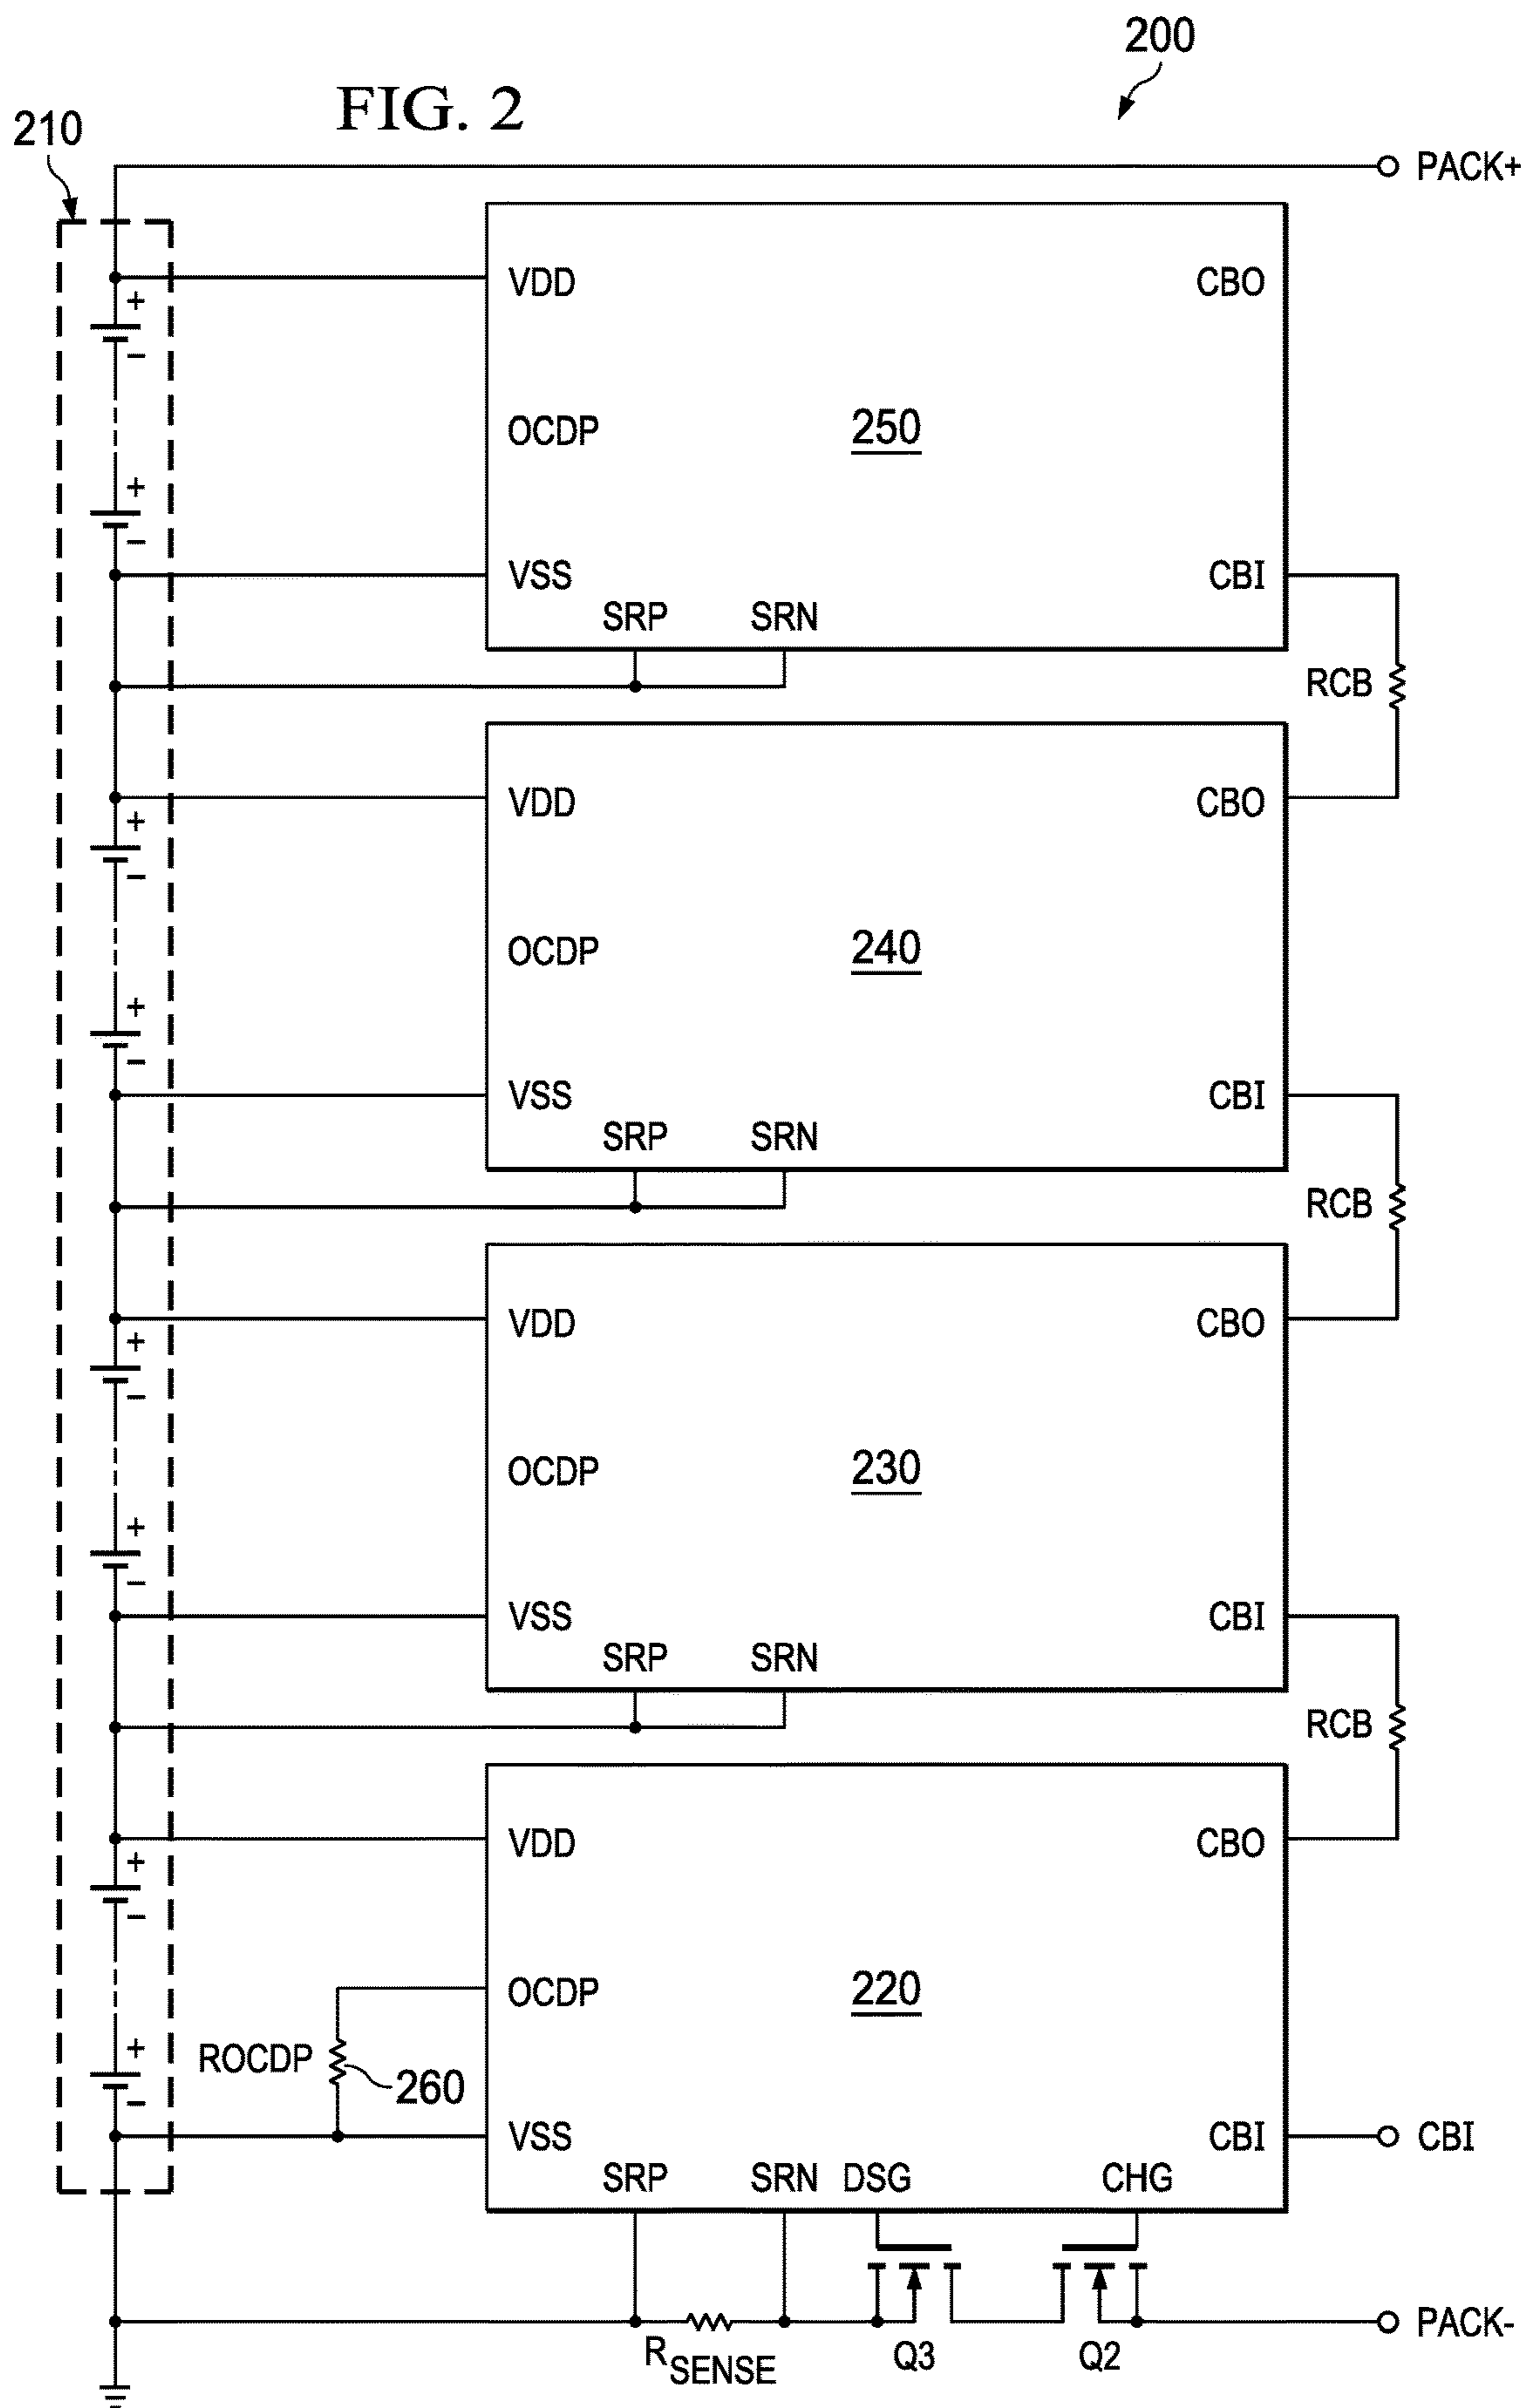 200
FIG. 2
210
PACK+
VDD
CBO
+
−
OCDP
250
+
−
VSS
CBI
SRP
SRN
RCB
VDD
CBO
+
−
OCDP
240
+
−
VSS
CBI
SRP
SRN
RCB
VDD
CBO
+
−
OCDP
230
+
−
VSS
CBI
SRP
SRN
RCB
VDD
CBO
+
−
OCDP
220
ROCDP
260
+
−
VSS
CBI
CBI
SRP
SRN
DSG
CHG
PACK-
RSENSE
Q3
Q2